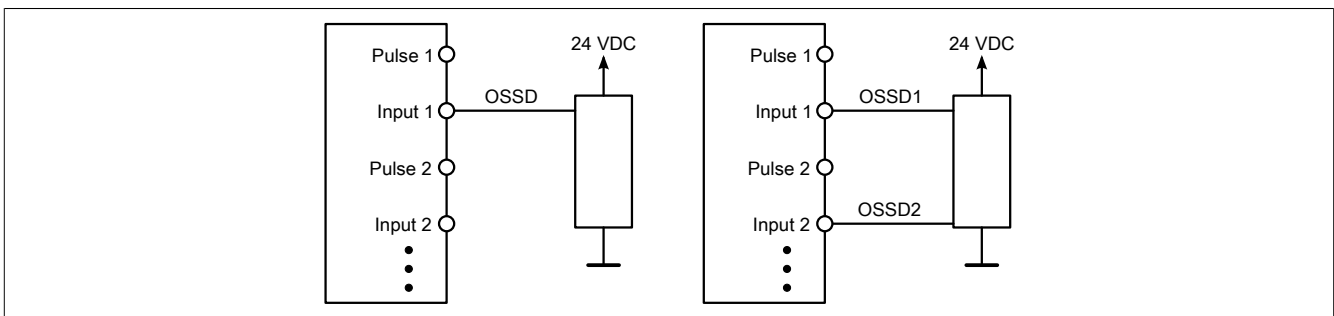 Pulse 1
24 VDC
Input 1
OSSD
Pulse 2
Input 2
Pulse 1
24 VDC
Input 1
OSSD1
Pulse 2
Input 2
OSSD2